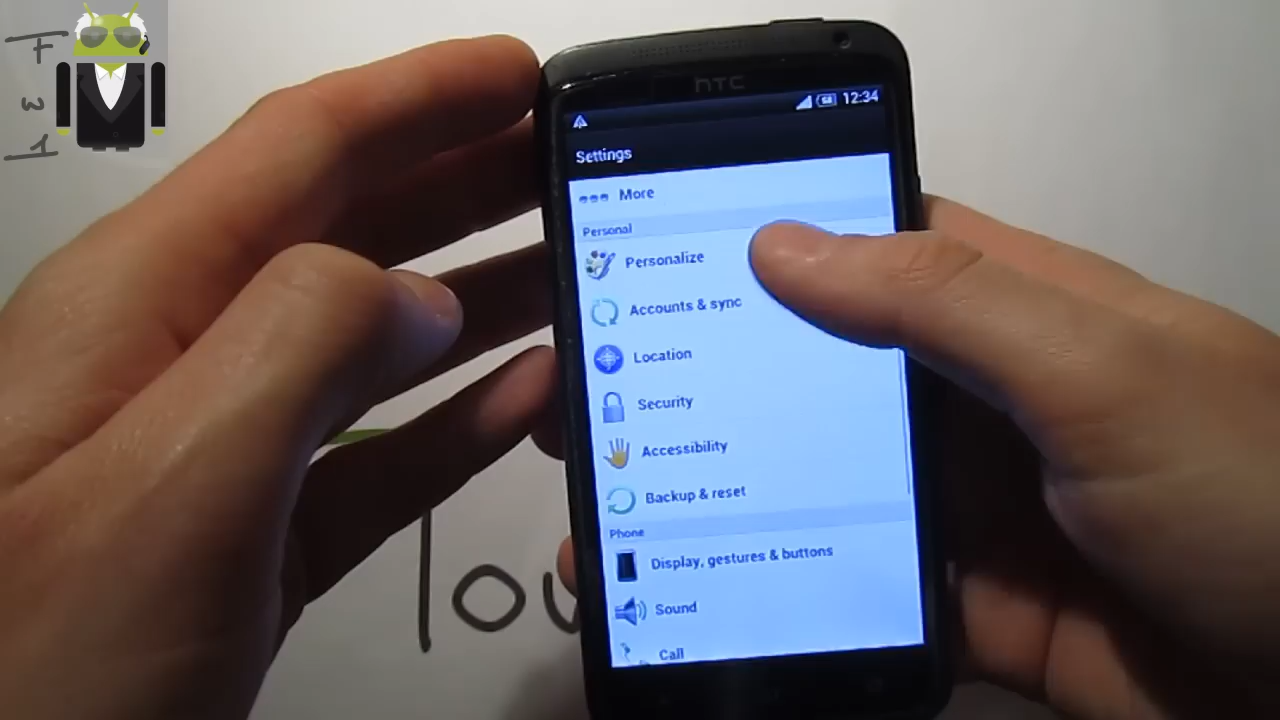 F
W
1
hTC
12:34
Settings
More
Personal
Personalize
Accounts & sync
Location
Security
Accessibility
Backup & reset
Phone
Display, gestures & buttons
Sound
Call